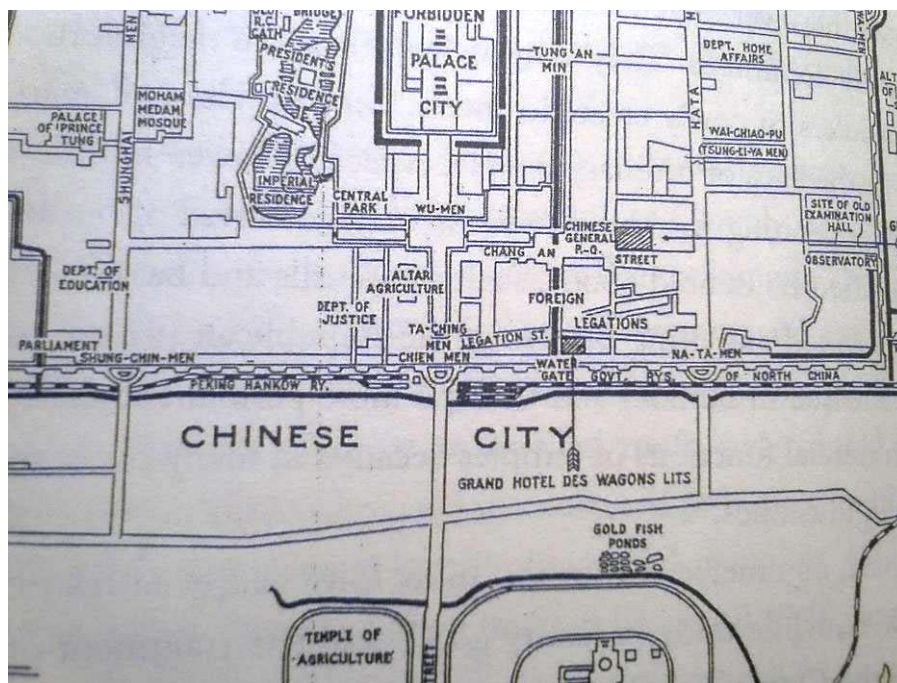 OLD
R.C.
CATH
BRIDGE
FORBIDDEN
PALACE
CITY
PRESIDENTS
RESIDENCE
TUNG AN
MIN
DEPT. HOME
AFFAIRS
HATA
MEN
MOHAM
MEDAM
MOSQUE
PALACE
OF PRINCE
TUNG
SHUNGHAI
WAI-CHIAO-PU
(TSUNG-LI-YA MEN)
IMPERIAL
RESIDENCE
CENTRAL
PARK
WU-MEN
CHINESE
GENERAL
P.-O.
SITE OF OLD
EXAMINATION
HALL
CHANG AN
STREET
OBSERVATORY
DEPT. OF
EDUCATION
ALTAR
AGRICULTURE
FOREIGN
LEGATIONS
DEPT. OF
JUSTICE
TA-CHING
MEN
LEGATION ST.
PARLIAMENT
SHUNG-CHIN-MEN
CHIEN MEN
WATER
GATE
NA-TA-MEN
PEKING HANKOW RY.
GOVT. RYS. OF NORTH CHINA
CHINESE CITY
GRAND HOTEL DES WAGONS LITS
GOLD FISH
PONDS
TEMPLE OF
AGRICULTURE
STREET